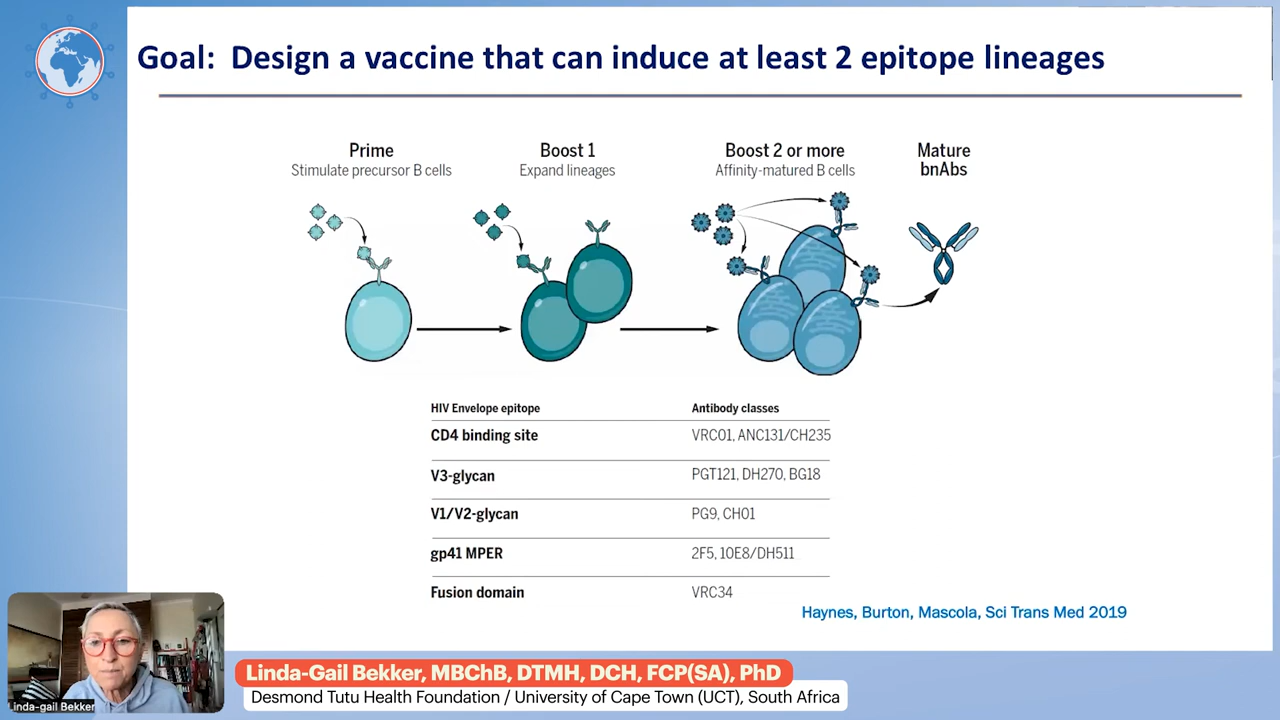 Goal: Design a vaccine that can induce at least 2 epitope lineages
Prime
Stimulate precursor B cells
Boost 1
Expand lineages
Boost 2 or more
Affinity-matured B cells
Mature
bnAbs
HIV Envelope epitope Antibody classes
CD4 binding site VRC01, ANC131/CH235
V3-glycan PGT121, DH270, BG18
V1/V2-glycan PG9, CH01
gp41 MPER 2F5, 10E8/DH511
Fusion domain VRC34
Haynes, Burton, Mascola, Sci Trans Med 2019
Linda-Gail Bekker, MBChB, DTMH, DCH, FCP(SA), PhD
Desmond Tutu Health Foundation / University of Cape Town (UCT), South Africa
Linda-gail Bekker